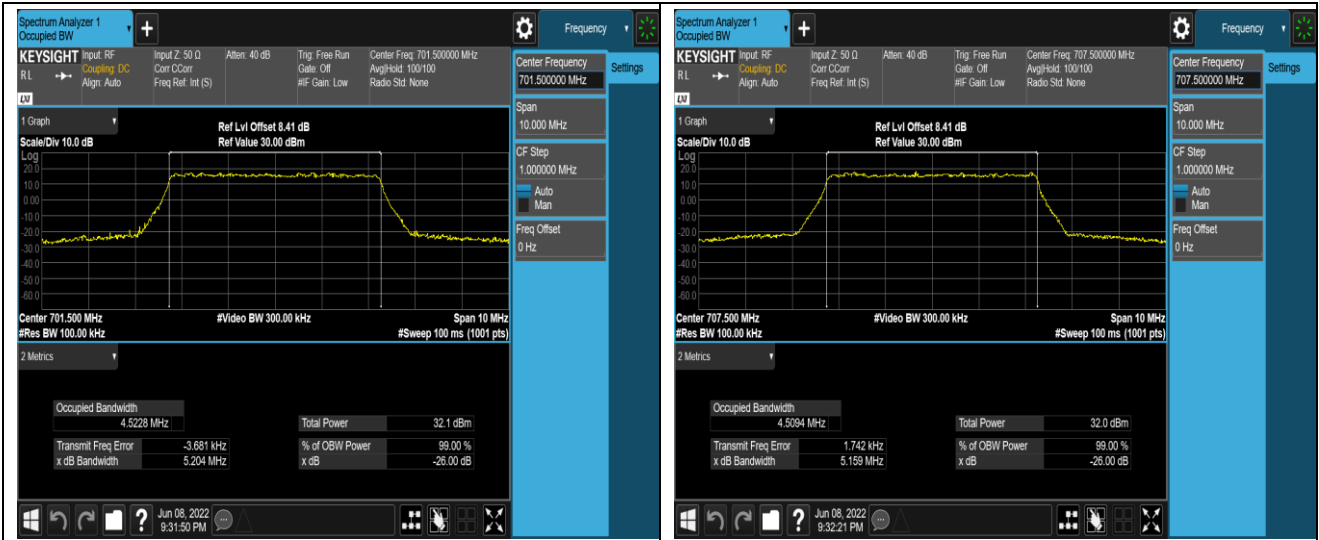 Spectrum Analyzer 1
Occupied BW
Frequency
KEYSIGHT
RL
LXI
Input: RF
Coupling: DC
Align: Auto
Input Z: 50 Ω
Corr CCorr
Freq Ref: Int (S)
Atten: 40 dB
Trig: Free Run
Gate: Off
#IF Gain: Low
Center Freq: 701.500000 MHz
Avg|Hold: 100/100
Radio Std: None
Center Frequency
701.500000 MHz
Settings
Span
10.000 MHz
CF Step
1.000000 MHz
Auto
Man
Freq Offset
0 Hz
1 Graph
Scale/Div 10.0 dB
Ref Lvl Offset 8.41 dB
Ref Value 30.00 dBm
Log
20.0
10.0
0.00
-10.0
-20.0
-30.0
-40.0
-50.0
-60.0
Center 701.500 MHz
#Res BW 100.00 kHz
#Video BW 300.00 kHz
Span 10 MHz
#Sweep 100 ms (1001 pts)
2 Metrics
Occupied Bandwidth
4.5228 MHz
Total Power 32.1 dBm
Transmit Freq Error -3.681 kHz
% of OBW Power 99.00 %
x dB Bandwidth 5.204 MHz
x dB -26.00 dB
?
Jun 08, 2022
9:31:50 PM
Spectrum Analyzer 1
Occupied BW
Frequency
KEYSIGHT
RL
LXI
Input: RF
Coupling: DC
Align: Auto
Input Z: 50 Ω
Corr CCorr
Freq Ref: Int (S)
Atten: 40 dB
Trig: Free Run
Gate: Off
#IF Gain: Low
Center Freq: 707.500000 MHz
Avg|Hold: 100/100
Radio Std: None
Center Frequency
707.500000 MHz
Settings
Span
10.000 MHz
CF Step
1.000000 MHz
Auto
Man
Freq Offset
0 Hz
1 Graph
Scale/Div 10.0 dB
Ref Lvl Offset 8.41 dB
Ref Value 30.00 dBm
Log
20.0
10.0
0.00
-10.0
-20.0
-30.0
-40.0
-50.0
-60.0
Center 707.500 MHz
#Res BW 100.00 kHz
#Video BW 300.00 kHz
Span 10 MHz
#Sweep 100 ms (1001 pts)
2 Metrics
Occupied Bandwidth
4.5094 MHz
Total Power 32.0 dBm
Transmit Freq Error 1.742 kHz
% of OBW Power 99.00 %
x dB Bandwidth 5.159 MHz
x dB -26.00 dB
?
Jun 08, 2022
9:32:21 PM